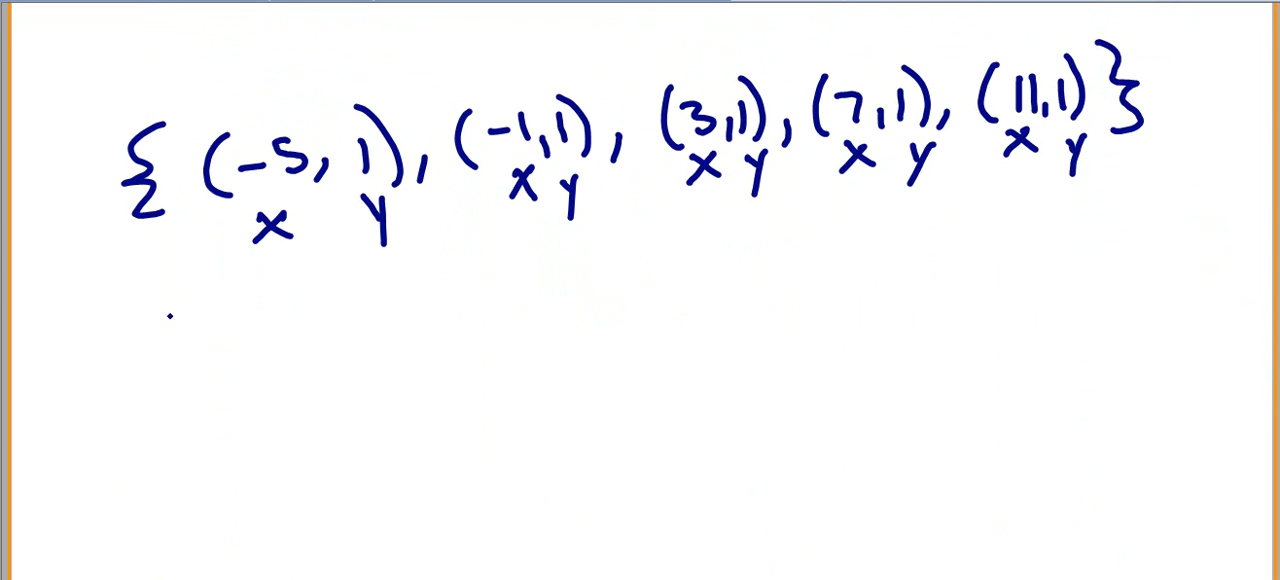 { (-5, 1), (-1,1), (3,1), (7,1), (11,1) }
x y x y x y x y x y